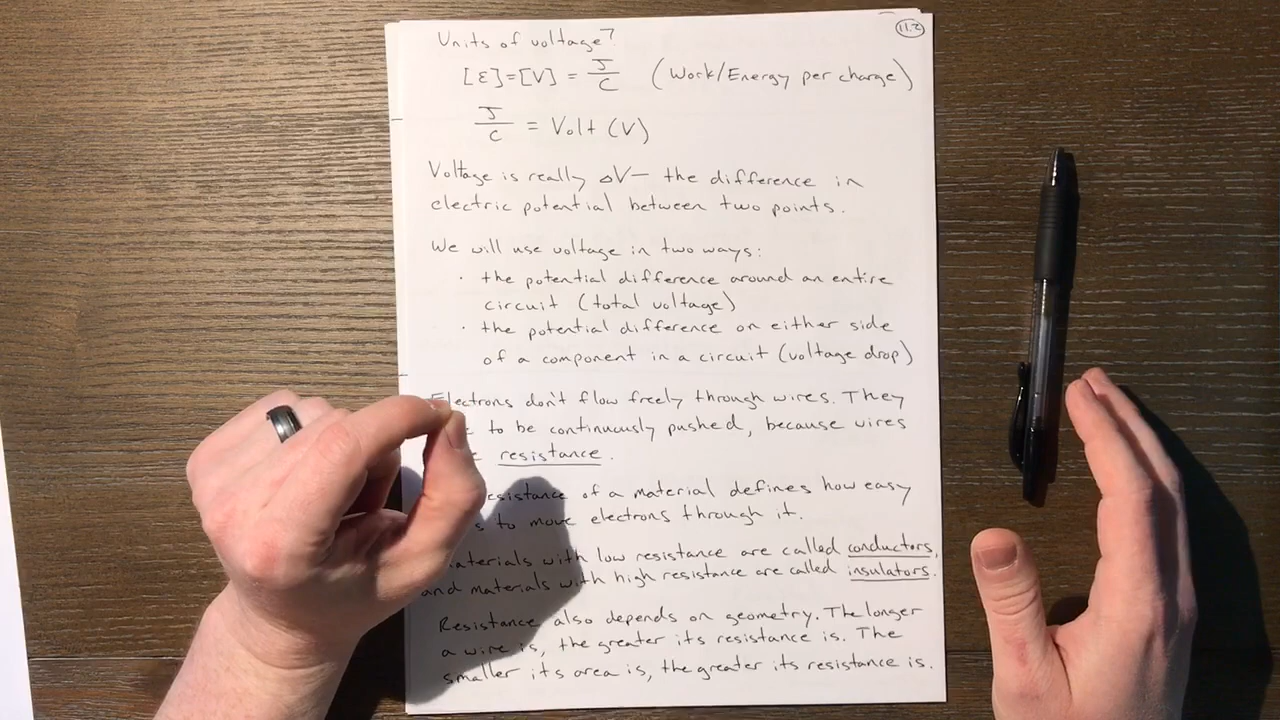 11.2
Units of voltage?
[ε]=[V] = J/C (Work/Energy per charge)
J/C = Volt (V)
Voltage is really ΔV— the difference in
electric potential between two points.
We will use voltage in two ways:
· the potential difference around an entire
circuit (total voltage)
· the potential difference on either side
of a component in a circuit (voltage drop)
Electrons don't flow freely through wires. They
to be continuously pushed, because wires
resistance.
resistance of a material defines how easy
to move electrons through it.
materials with low resistance are called conductors,
and materials with high resistance are called insulators.
Resistance also depends on geometry. The longer
a wire is, the greater its resistance is. The
smaller its area is, the greater its resistance is.